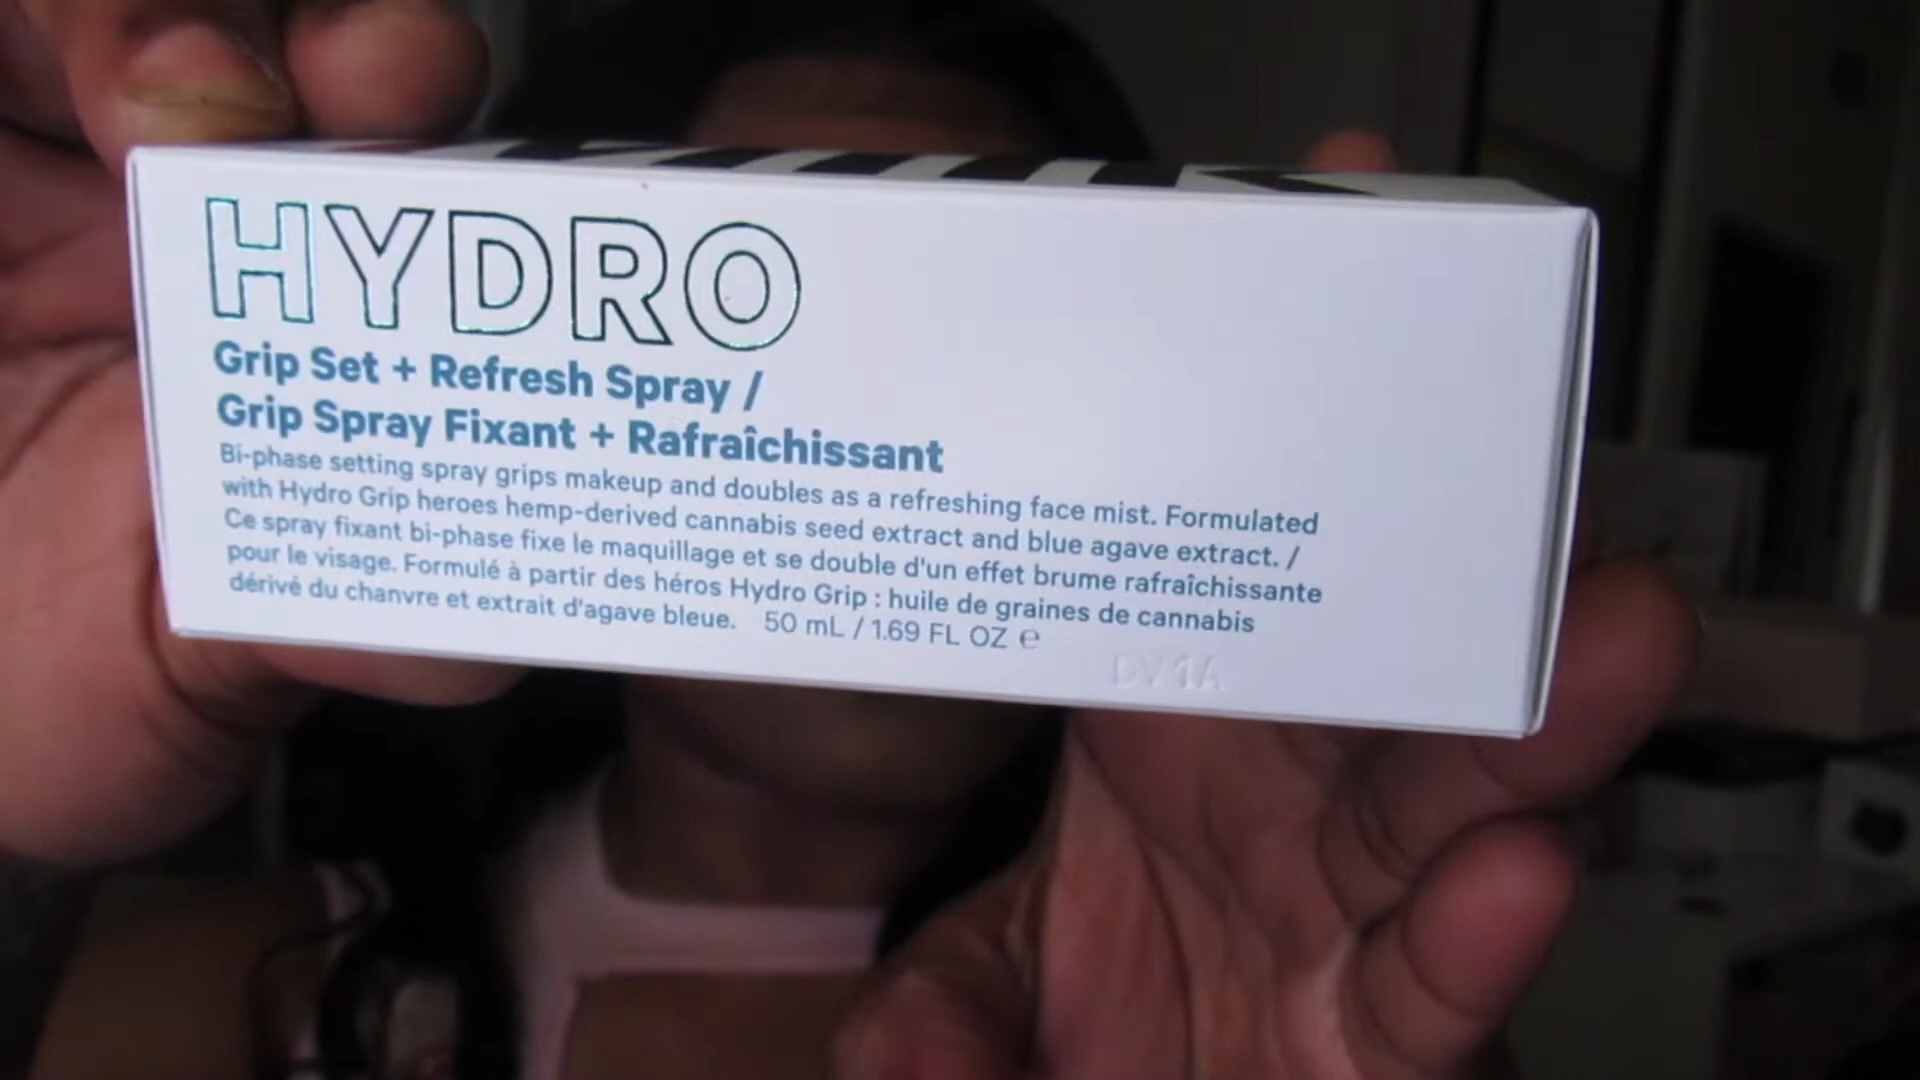 HYDRO
Grip Set + Refresh Spray /
Grip Spray Fixant + Rafraîchissant
Bi-phase setting spray grips makeup and doubles as a refreshing face mist. Formulated
with Hydro Grip heroes hemp-derived cannabis seed extract and blue agave extract. /
Ce spray fixant bi-phase fixe le maquillage et se double d'un effet brume rafraîchissante
pour le visage. Formulé à partir des héros Hydro Grip : huile de graines de cannabis
dérivé du chanvre et extrait d'agave bleue. 50 mL / 1.69 FL OZ ℮